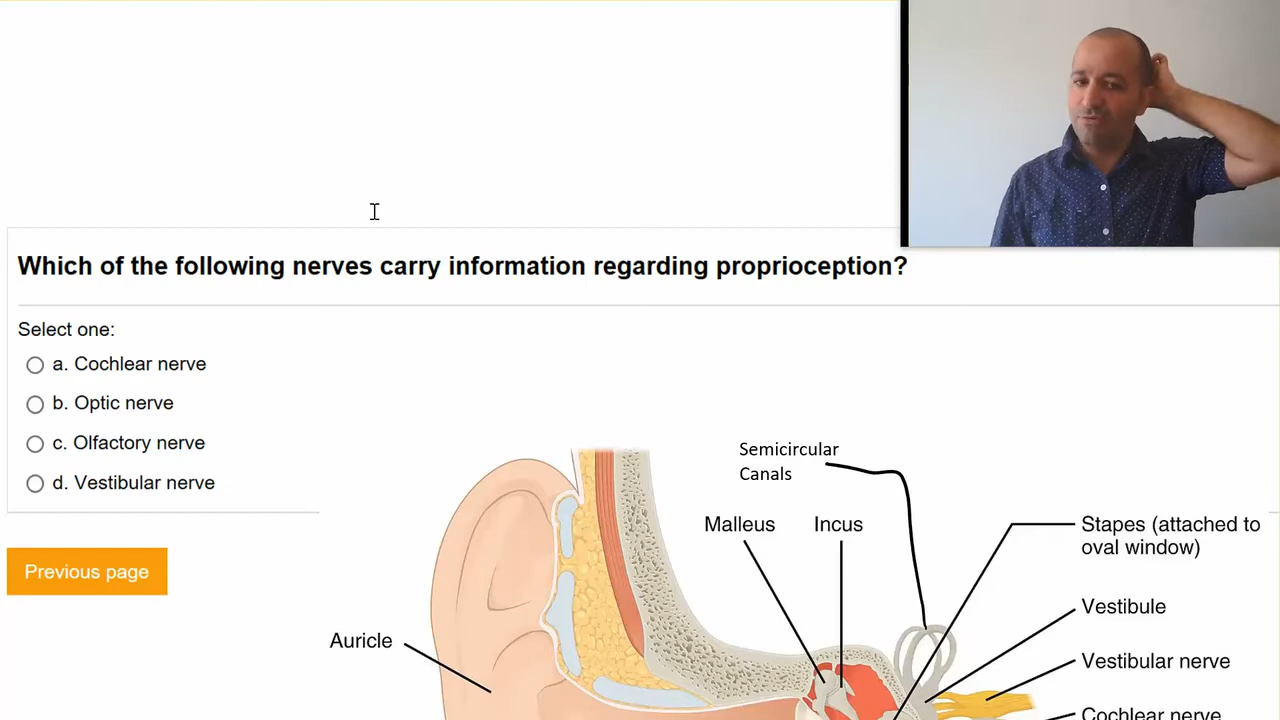 Which of the following nerves carry information regarding proprioception?
Select one:
a. Cochlear nerve
b. Optic nerve
c. Olfactory nerve
d. Vestibular nerve
Previous page
Semicircular
Canals
Malleus
Incus
Stapes (attached to
oval window)
Vestibule
Auricle
Vestibular nerve
Cochlear nerve